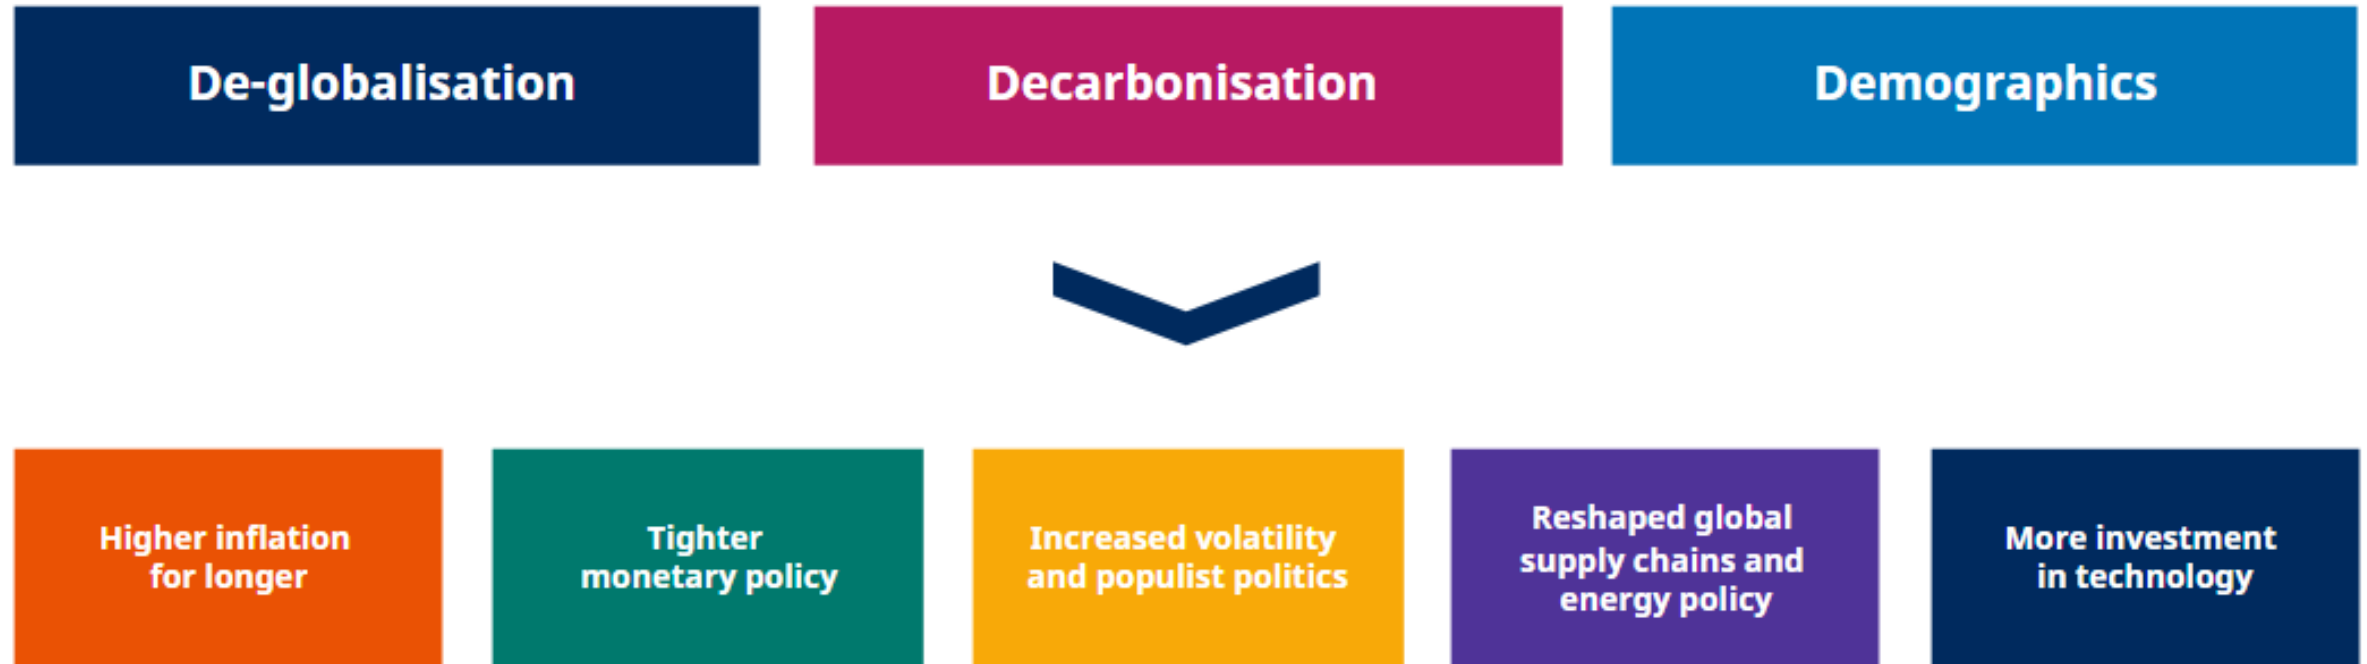 De-globalisation
Decarbonisation
Demographics
Higher inflation
for longer
Tighter
monetary policy
Increased volatility
and populist politics
Reshaped global
supply chains and
energy policy
More investment
in technology